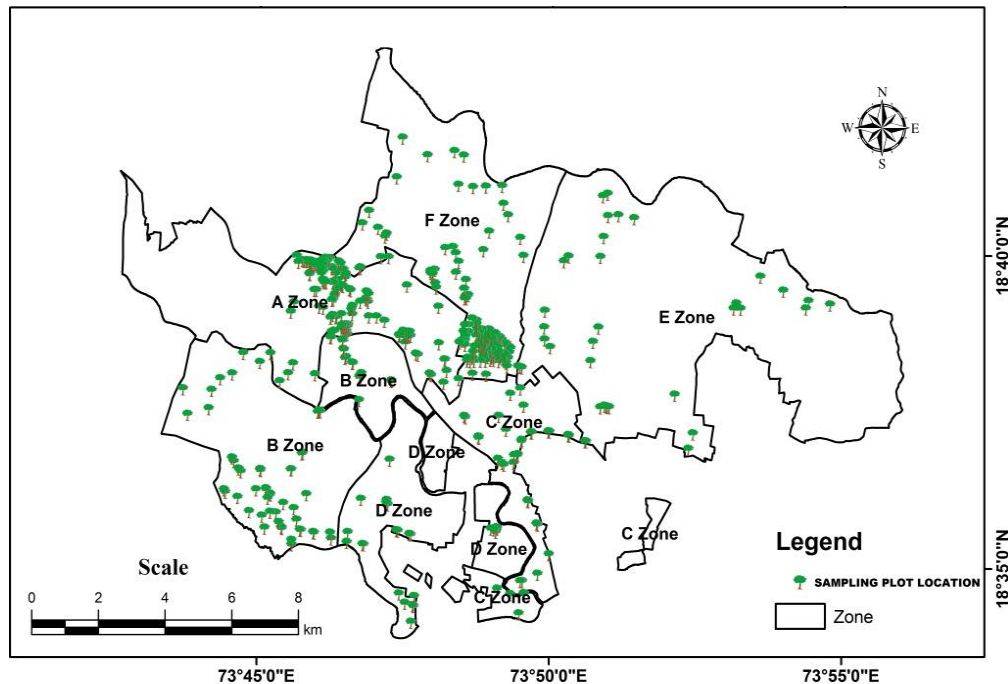 N
W E
S
F Zone
A Zone
E Zone
B Zone
C Zone
B Zone
D Zone
D Zone
C Zone
D Zone
C Zone
Legend
SAMPLING PLOT LOCATION
Zone
Scale
0 2 4 6 8
km
18°40'0"N
18°35'0"N
73°45'0"E 73°50'0"E 73°55'0"E